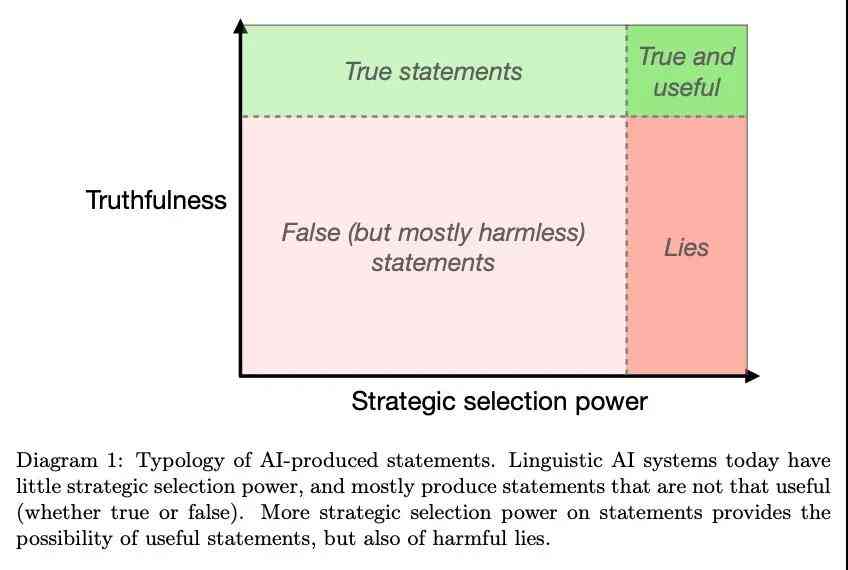 True statements
True and
useful
Truthfulness
False (but mostly harmless)
statements
Lies
Strategic selection power
Diagram 1: Typology of AI-produced statements. Linguistic AI systems today have
little strategic selection power, and mostly produce statements that are not that useful
(whether true or false). More strategic selection power on statements provides the
possibility of useful statements, but also of harmful lies.